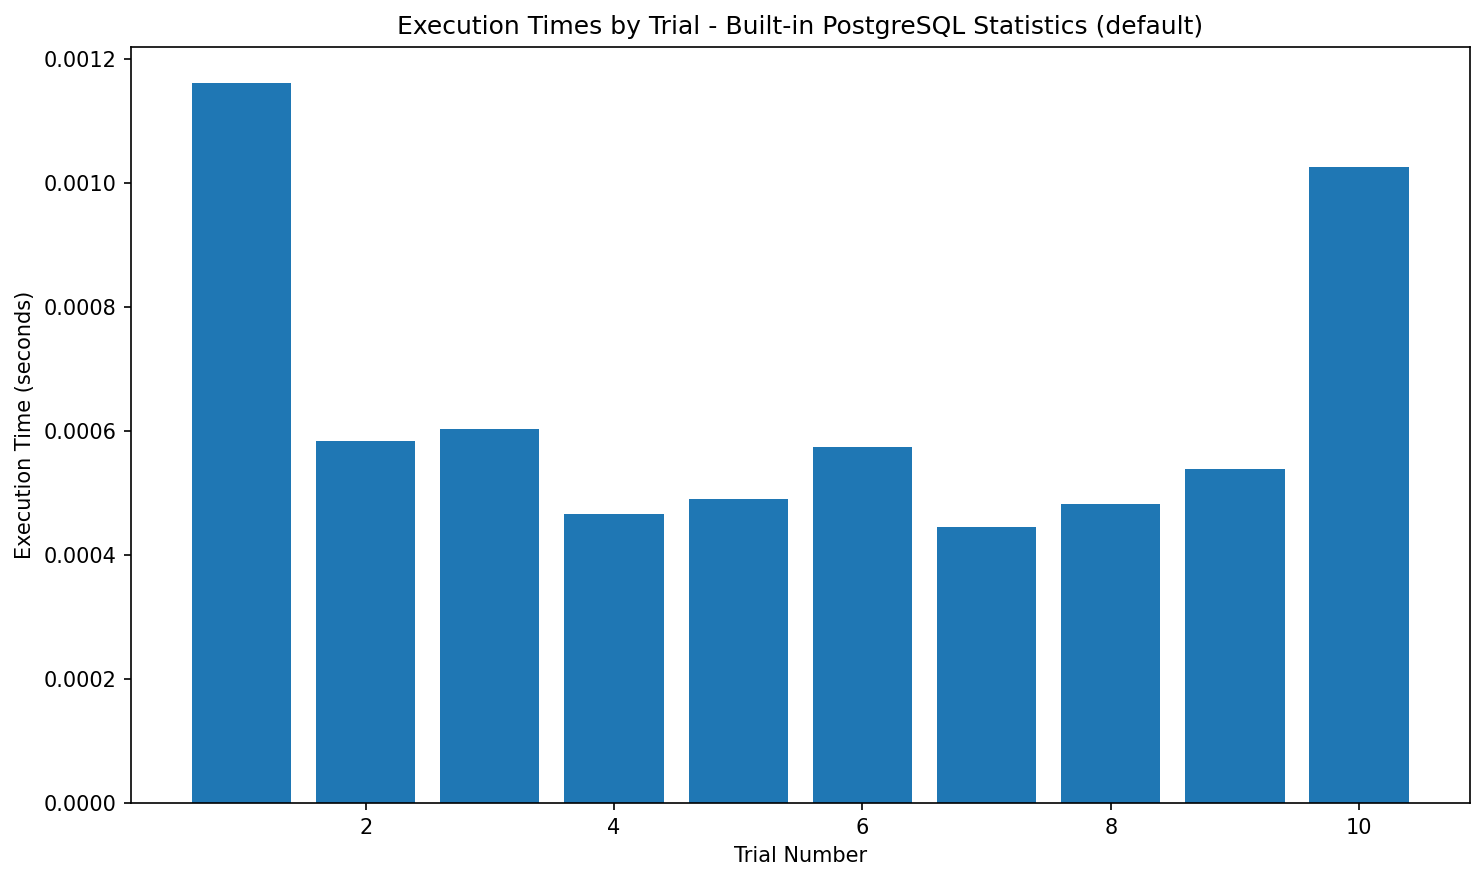 Execution Times by Trial - Built-in PostgreSQL Statistics (default)
0.0012
0.0010
0.0008
0.0006
0.0004
0.0002
0.0000
Execution Time (seconds)
2 4 6 8 10
Trial Number